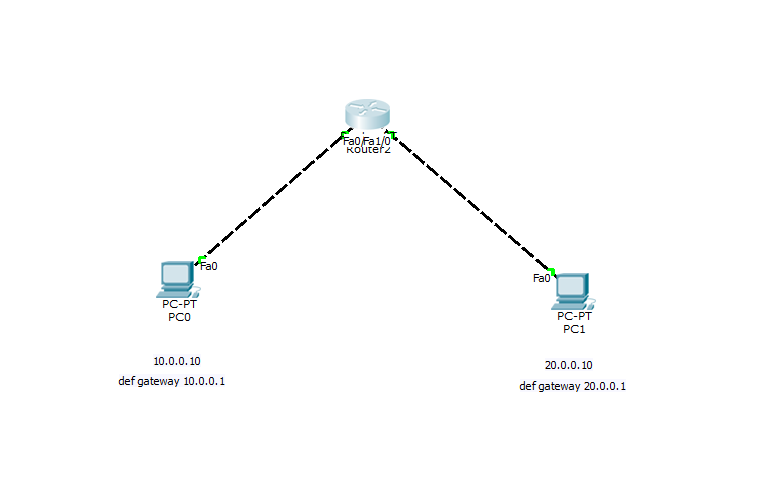 Fa0/Fa1/0
Router2
Fa0
PC-PT
PC0
Fa0
PC-PT
PC1
10.0.0.10
def gateway 10.0.0.1
20.0.0.10
def gateway 20.0.0.1